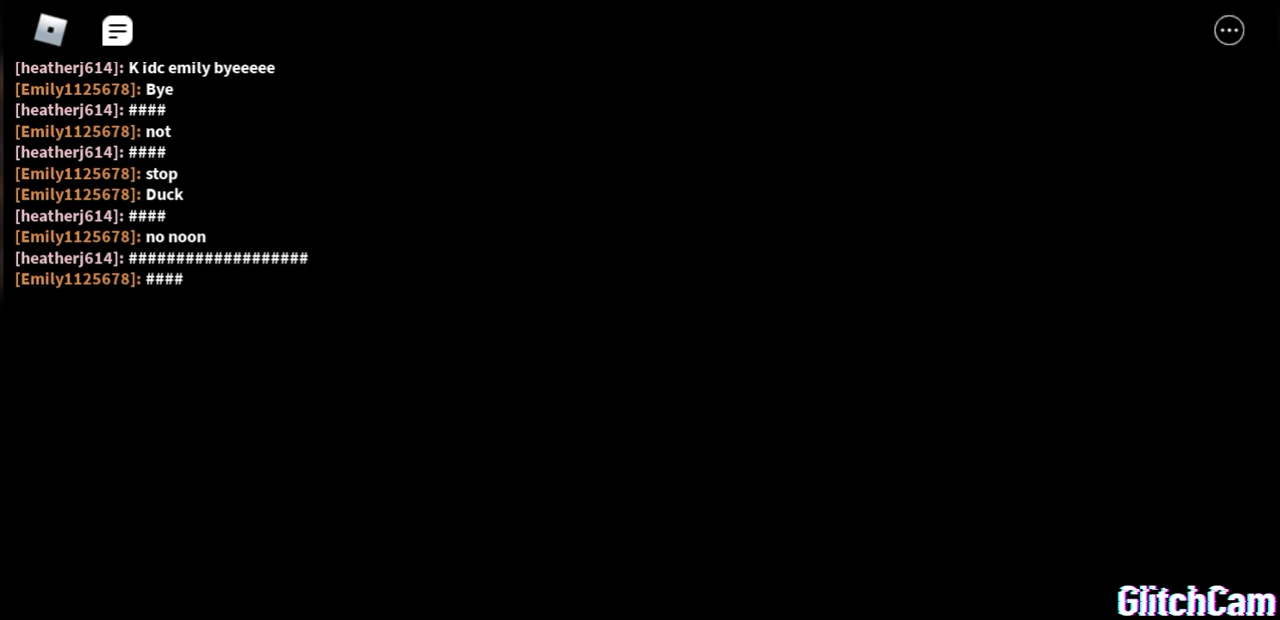 [heatherj614]: K idc emily byeeeee
[Emily1125678]: Bye
[heatherj614]: ####
[Emily1125678]: not
[heatherj614]: ####
[Emily1125678]: stop
[Emily1125678]: Duck
[heatherj614]: ####
[Emily1125678]: no noon
[heatherj614]: ###################
[Emily1125678]: ####
GlitchCam